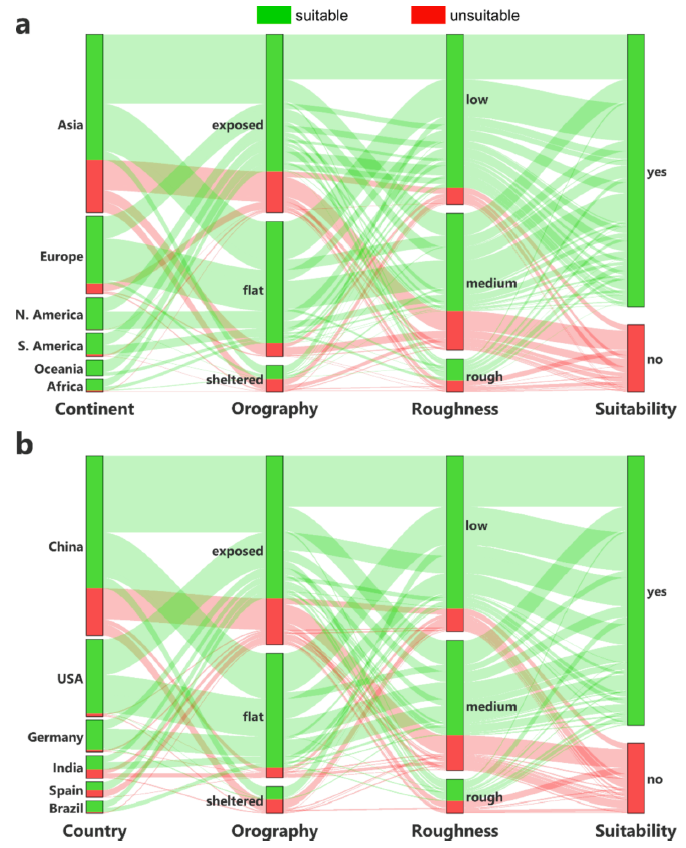 suitable unsuitable
a
Asia
Europe
N. America
S. America
Oceania
Africa
exposed
flat
sheltered
low
medium
rough
yes
no
Continent Orography Roughness Suitability
b
China
USA
Germany
India
Spain
Brazil
exposed
flat
sheltered
low
medium
rough
yes
no
Country Orography Roughness Suitability